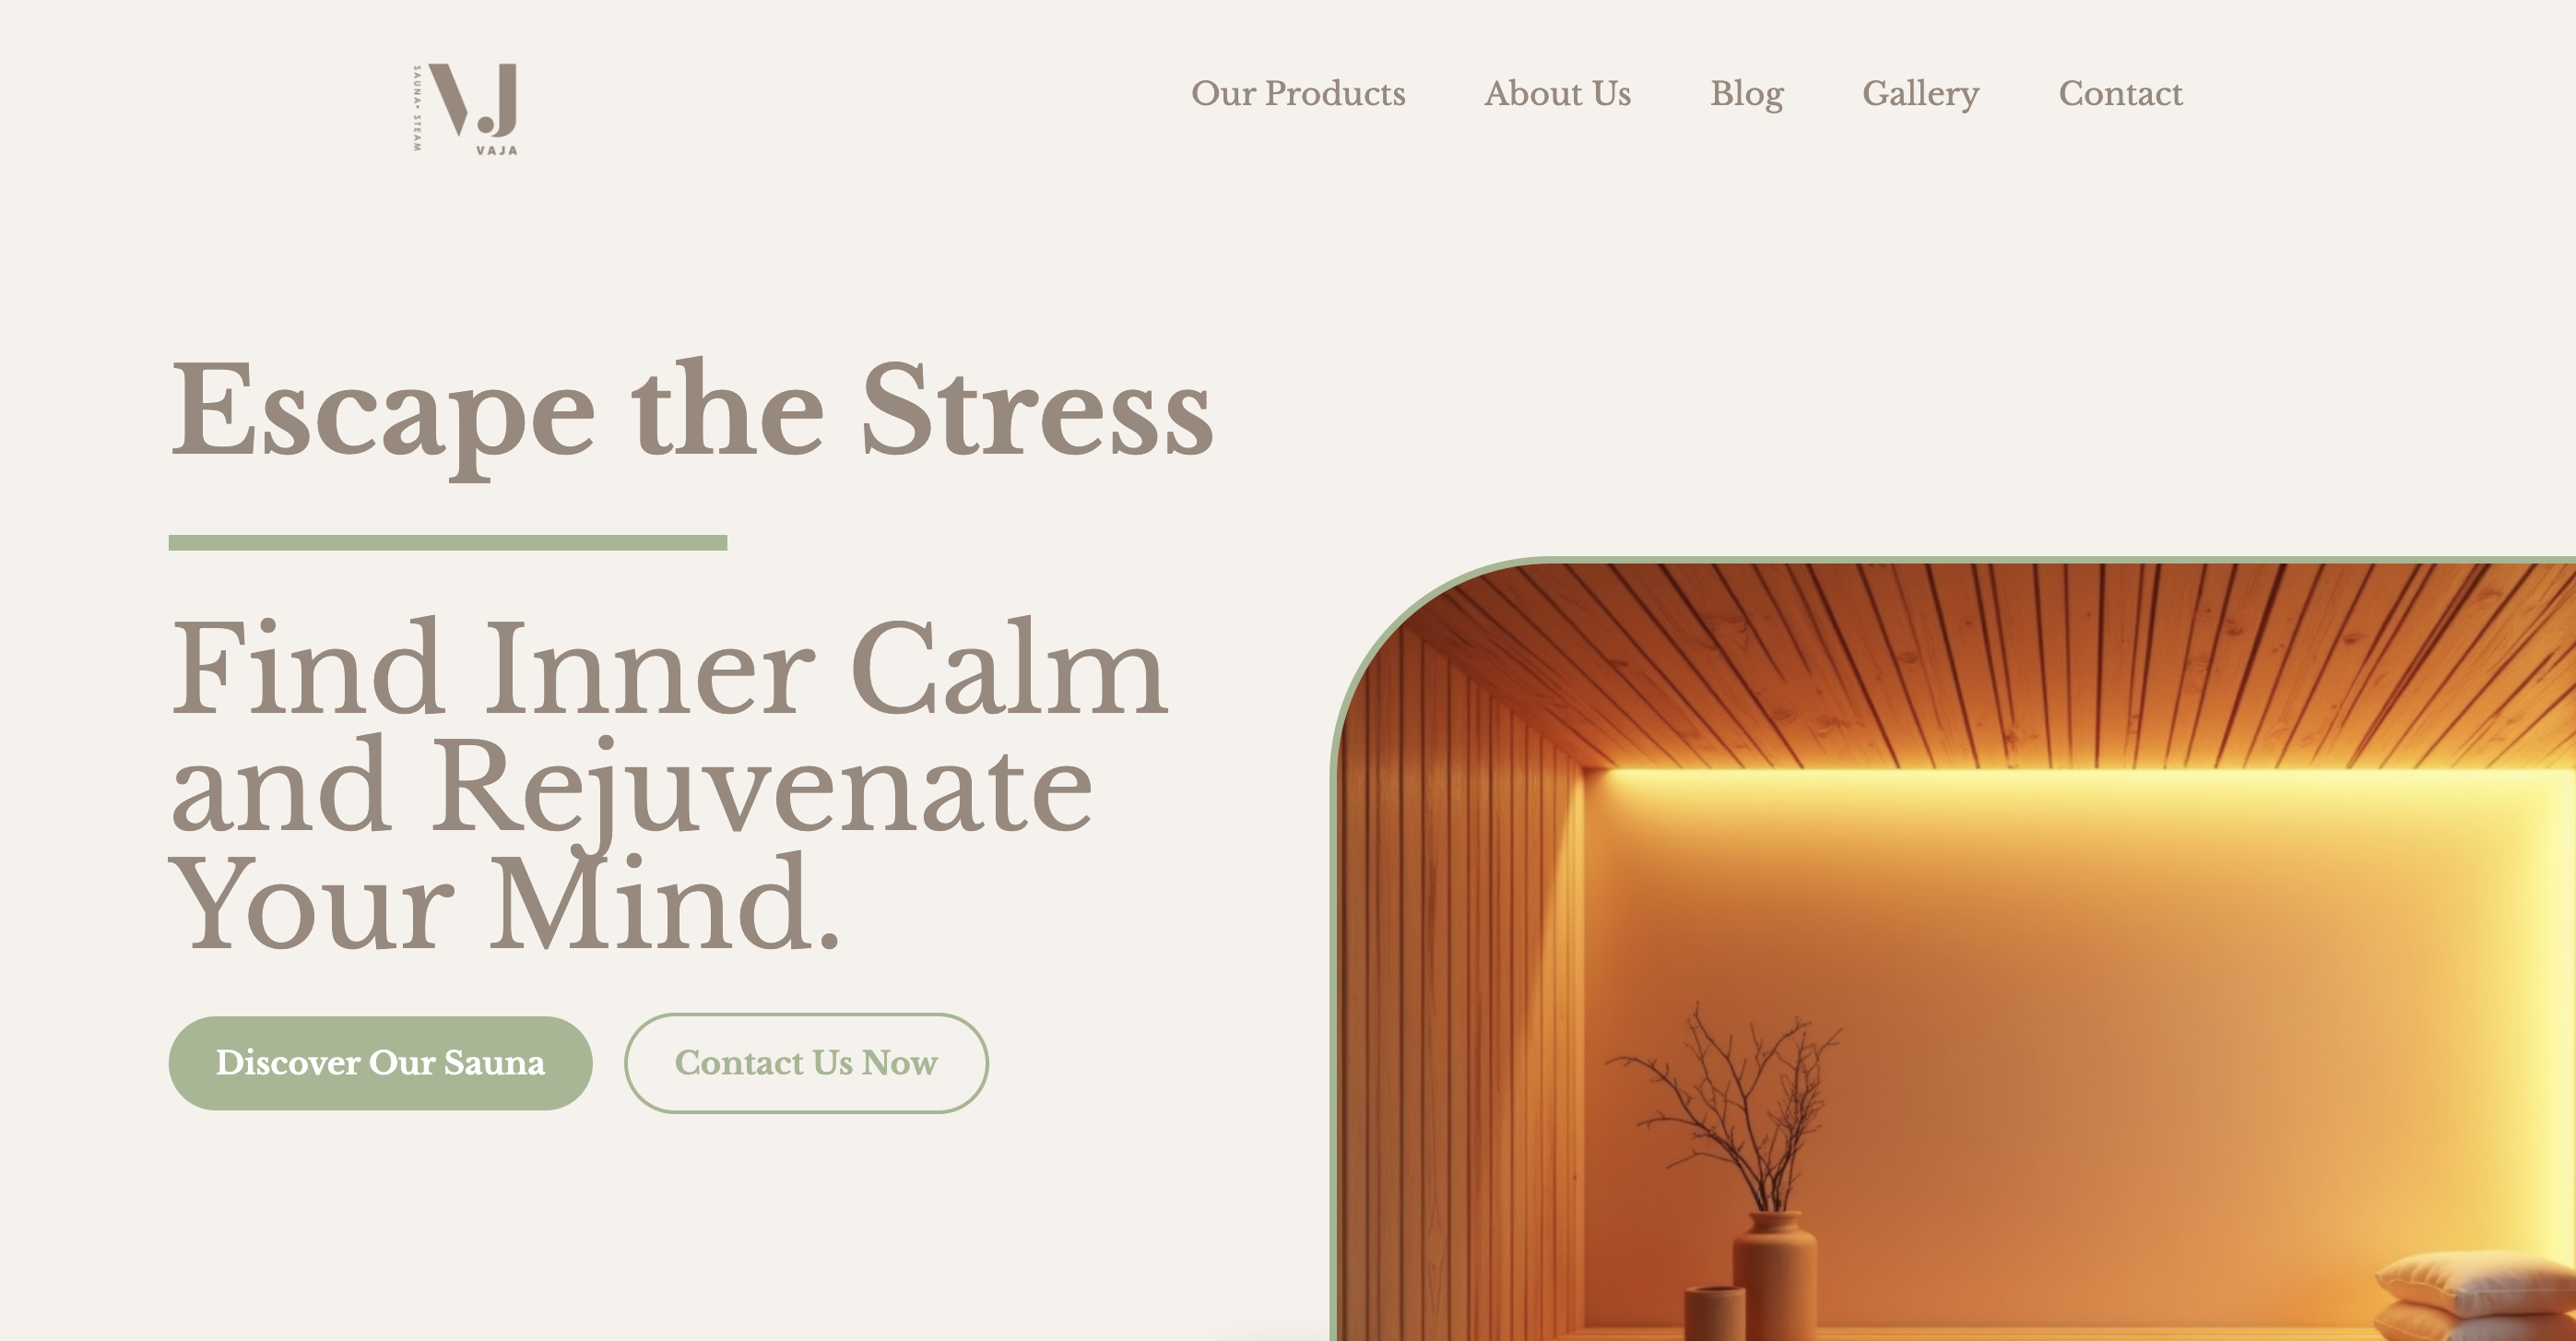 SAUNA• STEAM
VJ
VAJA
Our Products About Us Blog Gallery Contact
Escape the Stress
Find Inner Calm
and Rejuvenate
Your Mind.
Discover Our Sauna Contact Us Now